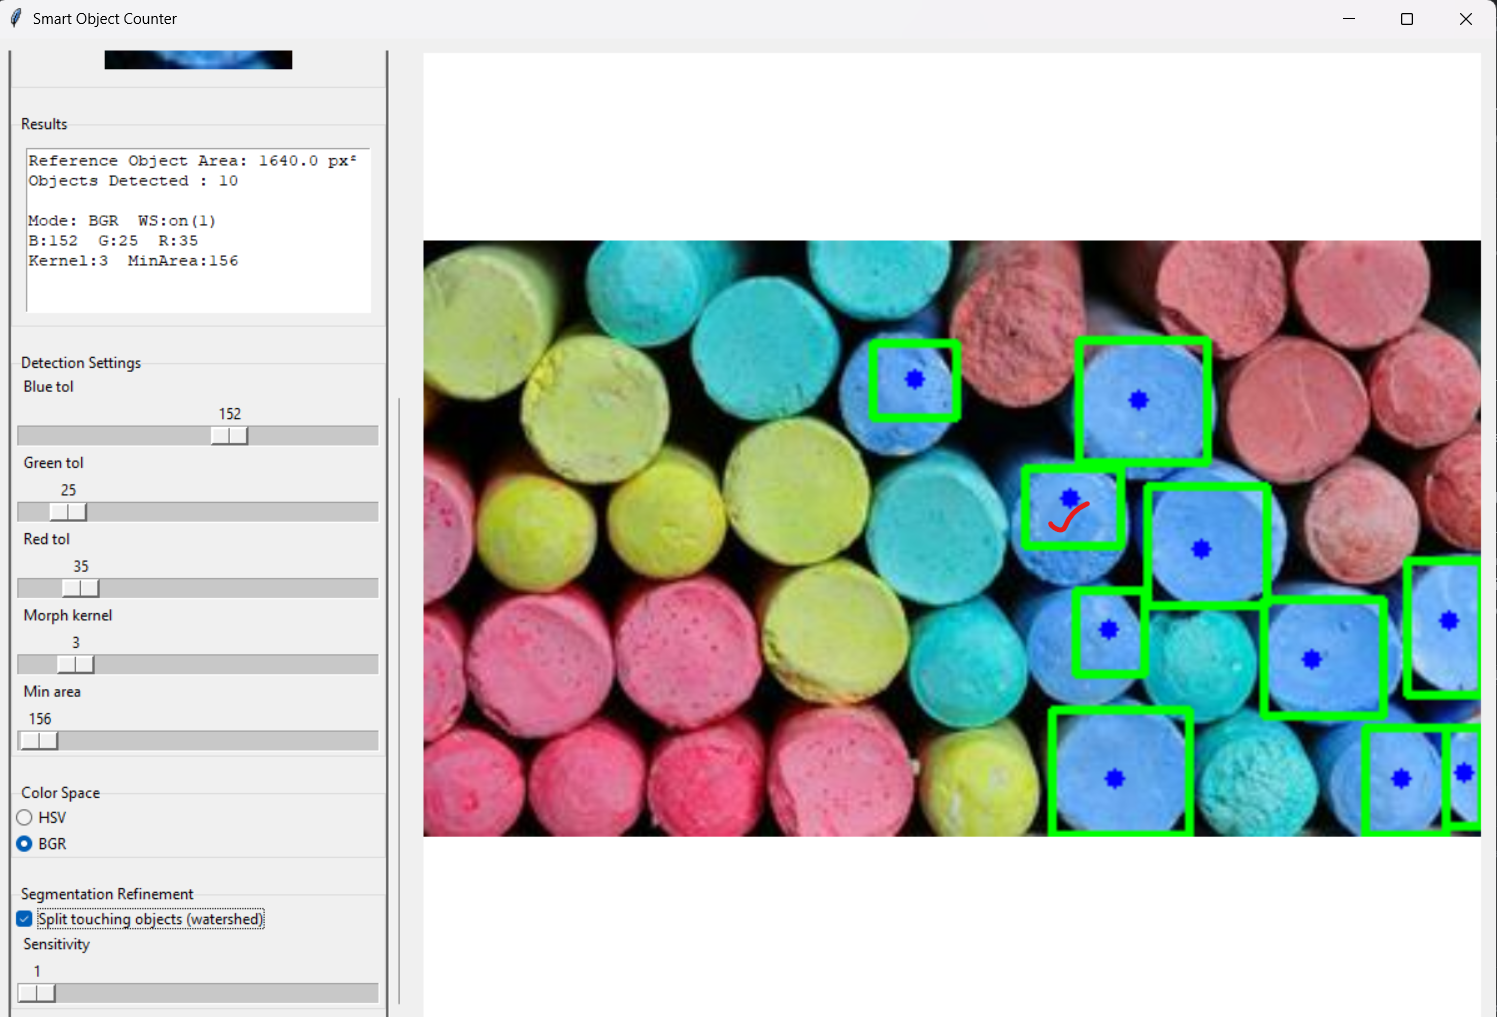 Smart Object Counter
Results
Reference Object Area: 1640.0 px²
Objects Detected : 10
Mode: BGR  WS:on(1)
B:152  G:25  R:35
Kernel:3  MinArea:156
Detection Settings
Blue tol
152
Green tol
25
Red tol
35
Morph kernel
3
Min area
156
Color Space
HSV
BGR
Segmentation Refinement
Split touching objects (watershed)
Sensitivity
1